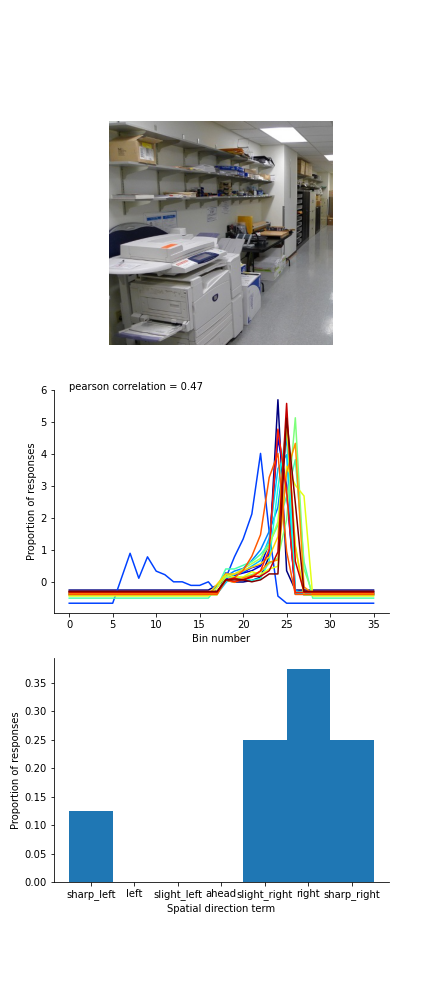 pearson correlation = 0.47
6
5
4
3
2
1
0
Proportion of responses
0 5 10 15 20 25 30 35
Bin number
0.35
0.30
0.25
0.20
0.15
0.10
0.05
0.00
Proportion of responses
sharp_left left slight_left ahead slight_right right sharp_right
Spatial direction term